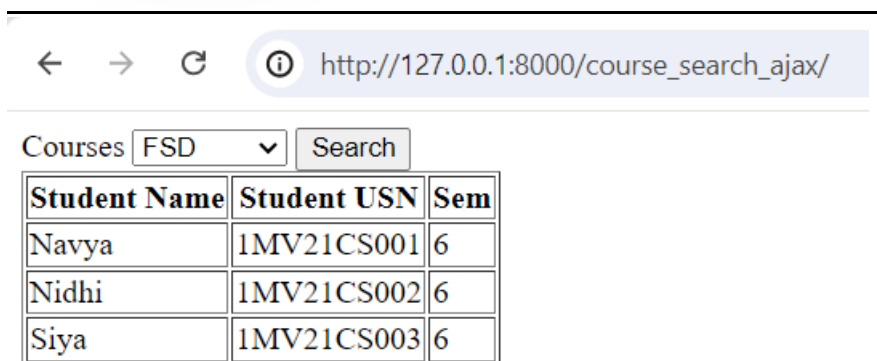 http://127.0.0.1:8000/course_search_ajax/
Courses FSD Search
Student Name Student USN Sem
Navya 1MV21CS001 6
Nidhi 1MV21CS002 6
Siya 1MV21CS003 6